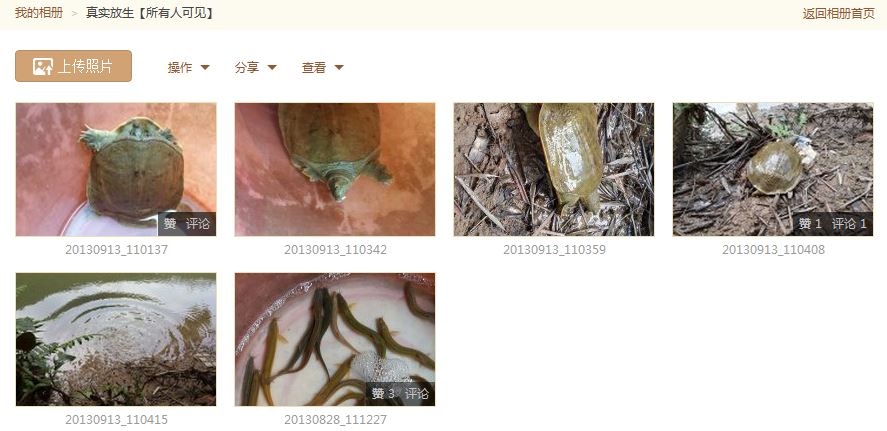 我的相册 > 真实放生【所有人可见】
返回相册首页
上传照片 操作 分享 查看
赞 评论
赞 1 评论 1
20130913_110137
20130913_110342
20130913_110359
20130913_110408
赞 3 评论
20130913_110415
20130828_111227